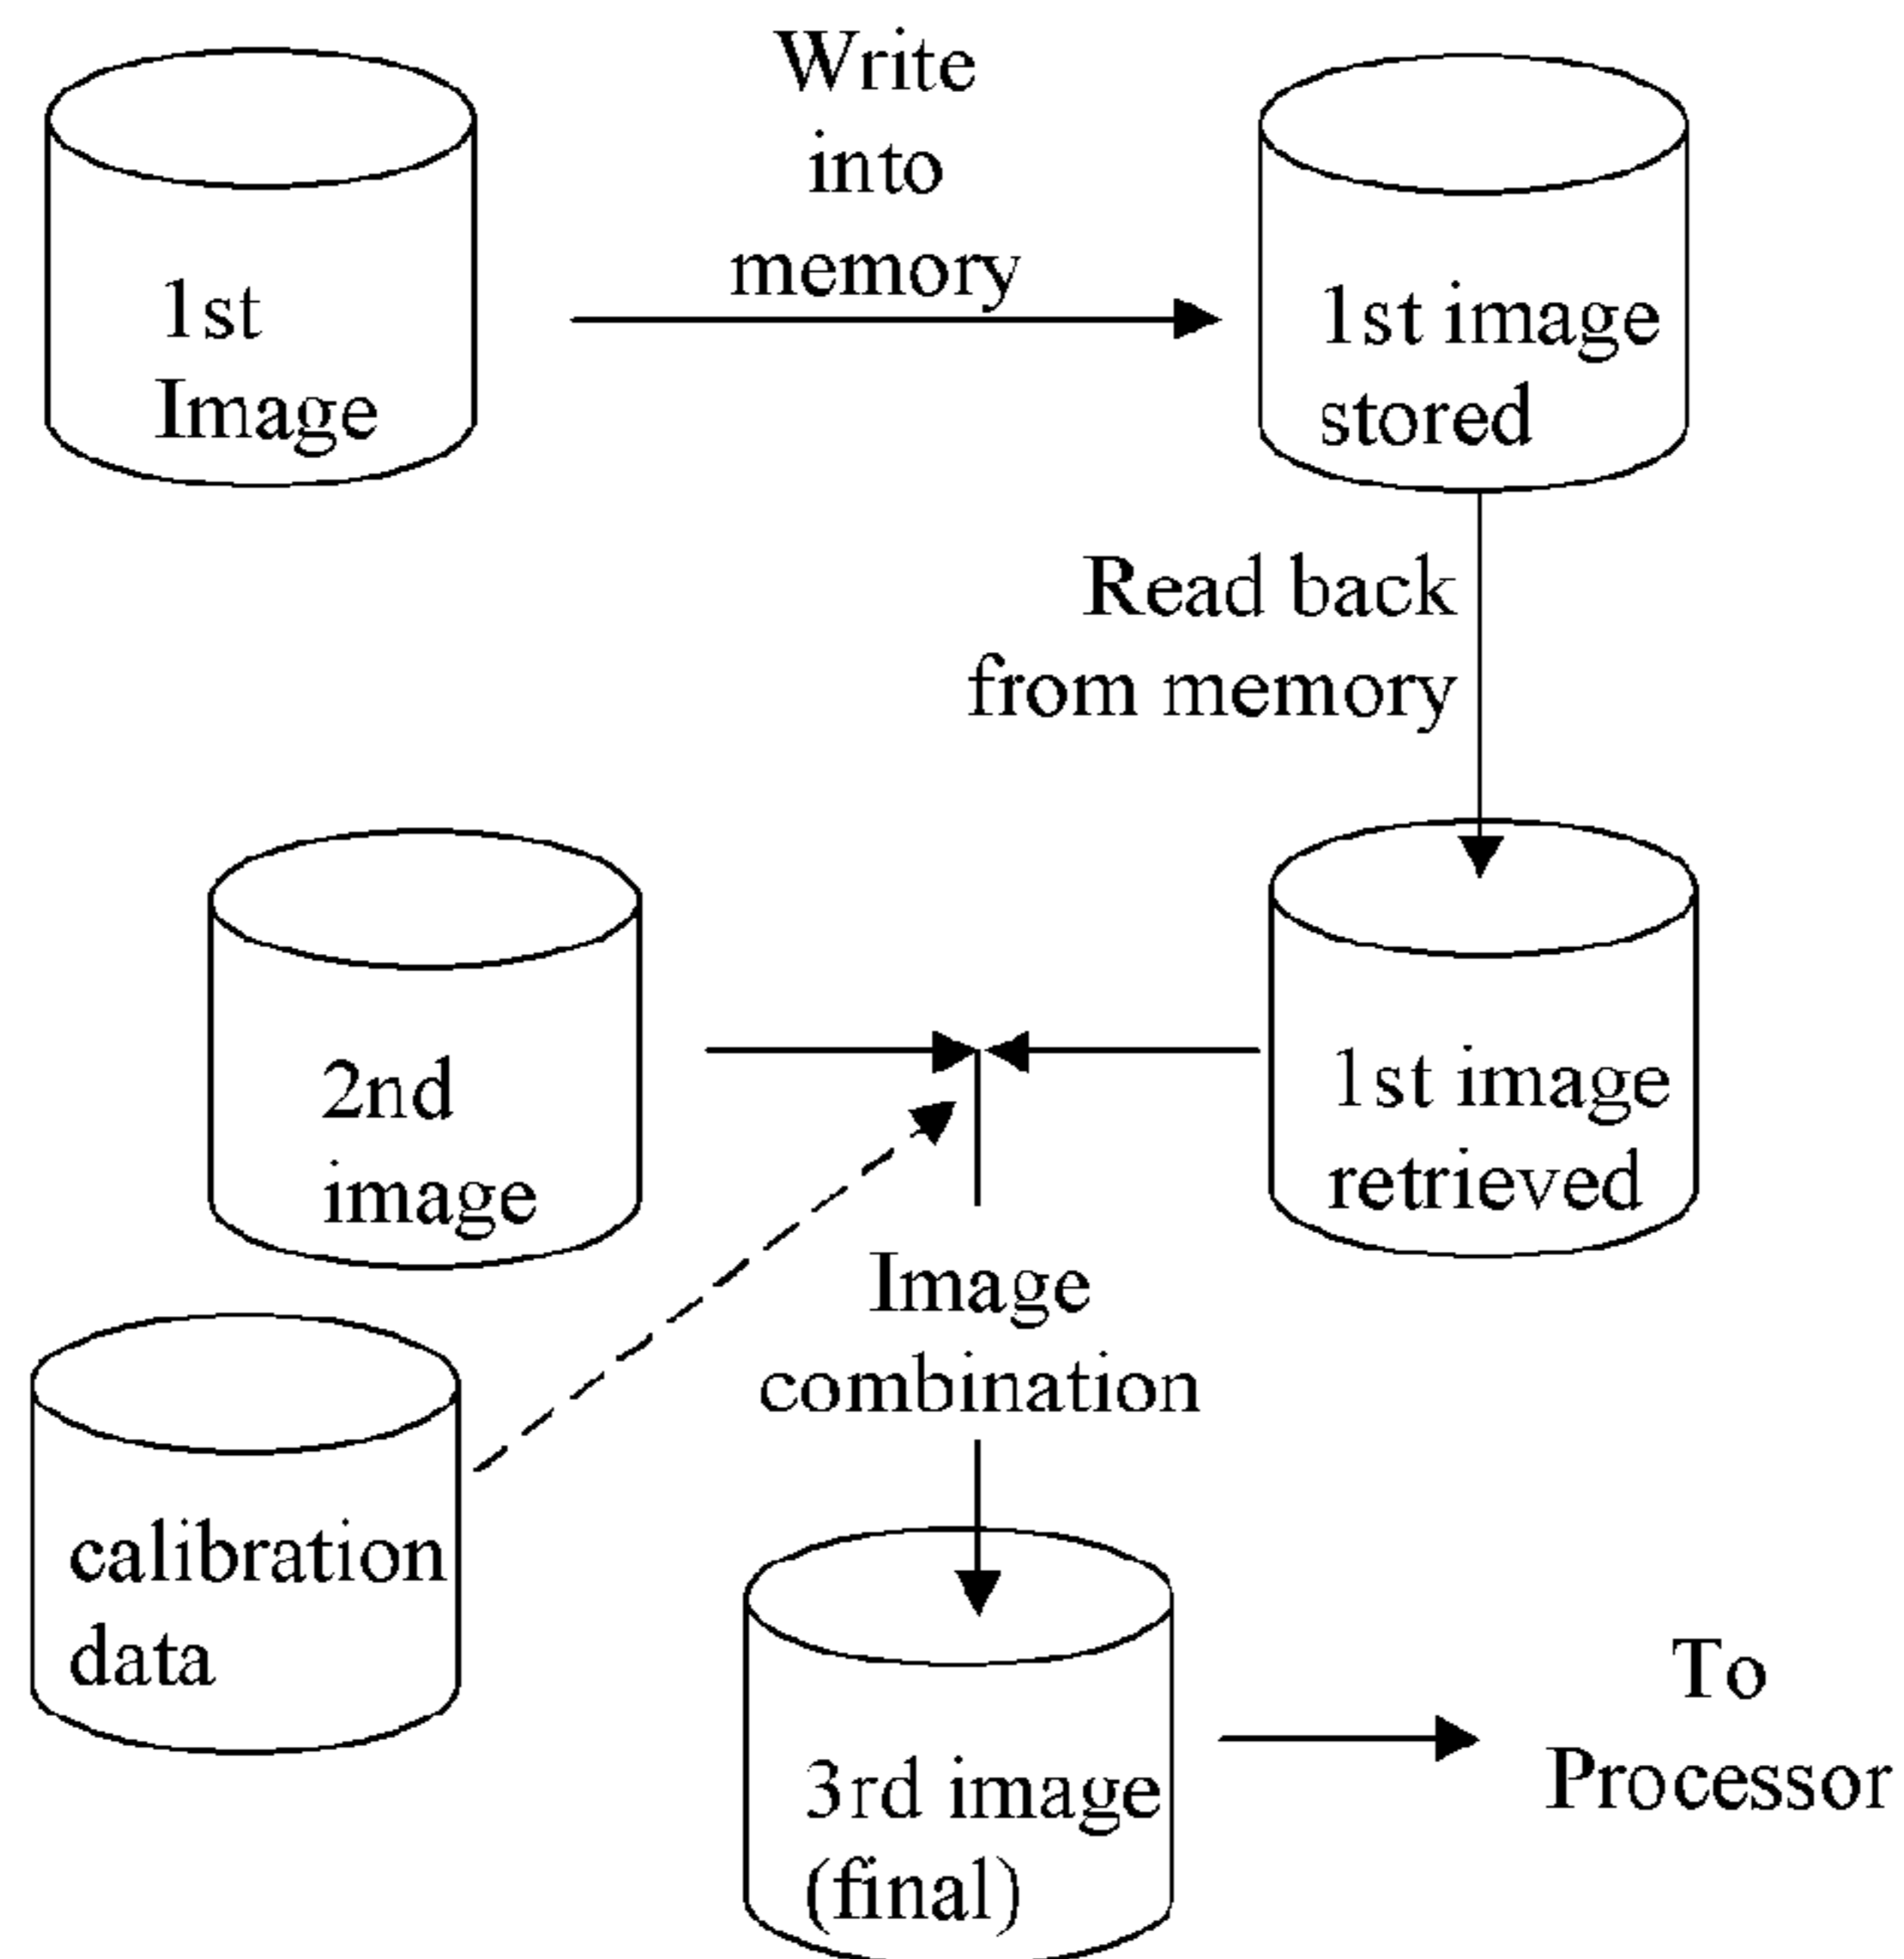 1st
Image
Write
into
memory
1st image
stored
Read back
from memory
2nd
image
1st image
retrieved
Image
combination
calibration
data
3rd image
(final)
To
Processor